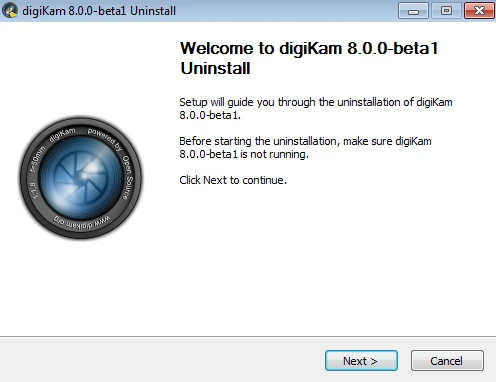 digiKam 8.0.0-beta1 Uninstall
Welcome to digiKam 8.0.0-beta1
Uninstall
Setup will guide you through the uninstallation of digiKam
8.0.0-beta1.
Before starting the uninstallation, make sure digiKam
8.0.0-beta1 is not running.
Click Next to continue.
1:1.8 f=50mm digiKam powered by Open Source
www.digikam.org
Next >
Cancel